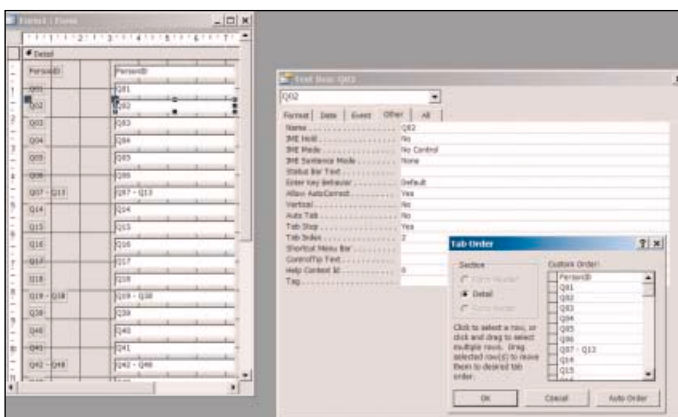 Form1 : Form
Detail
PersonID PersonID
Q01 Q01
Q02 Q02
Q03 Q03
Q04 Q04
Q05 Q05
Q06 Q06
Q07 - Q13 Q07 - Q13
Q14 Q14
Q15 Q15
Q16 Q16
Q17 Q17
Q18 Q18
Q19 - Q38 Q19 - Q38
Q39 Q39
Q40 Q40
Q41 Q41
Q42 - Q48 Q42 - Q48
Text Box: Q02
Q02
Format Data Event Other All
Name Q02
IME Hold No
IME Mode No Control
IME Sentence Mode None
Status Bar Text
Enter Key Behavior Default
Allow AutoCorrect Yes
Vertical No
Auto Tab No
Tab Stop Yes
Tab Index 2
Shortcut Menu Bar
ControlTip Text
Help Context Id 0
Tag
Tab Order
Section
Form Header
Detail
Form Footer
Click to select a row, or
click and drag to select
multiple rows. Drag
selected row(s) to move
them to desired tab
order.
Custom Order:
PersonID
Q01
Q02
Q03
Q04
Q05
Q06
Q07 - Q13
Q14
Q15
Q16
OK Cancel Auto Order